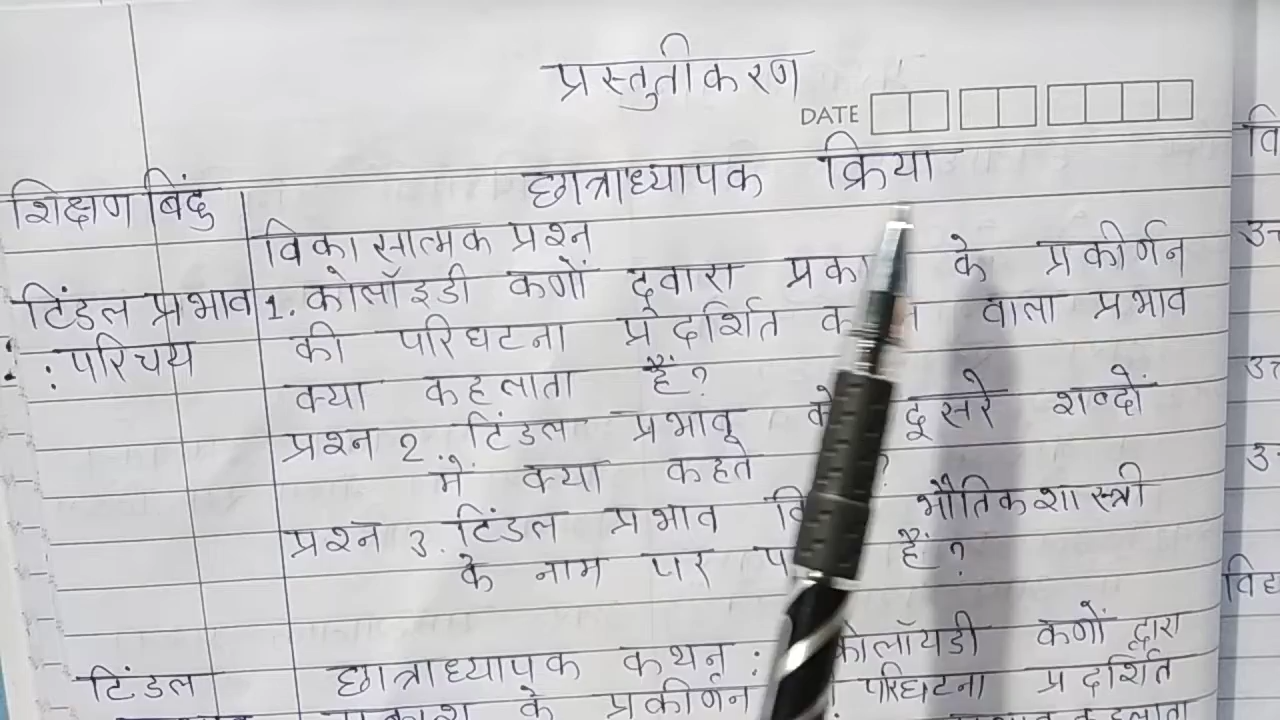 प्रस्तुतीकरण
DATE
शिक्षण बिंदु छात्राध्यापक क्रिया
विकासात्मक प्रश्न
टिंडल प्रभाव 1. कोलॉइडी कणों द्वारा के प्रकीर्णन
: परिचय की परिघटना प्रदर्शित वाला प्रभाव
क्या कहलाता हैं?
प्रश्न 2. टिंडल प्रभाव दूसरे शब्दों
में क्या कहते ?
प्रश्न 3. टिंडल प्रभाव भौतिकशास्त्री
के नाम पर हैं?
टिंडल छात्राध्यापक कथन : कोलॉयडी कणों द्वारा
के प्रकीर्णन परिघटना प्रदर्शित